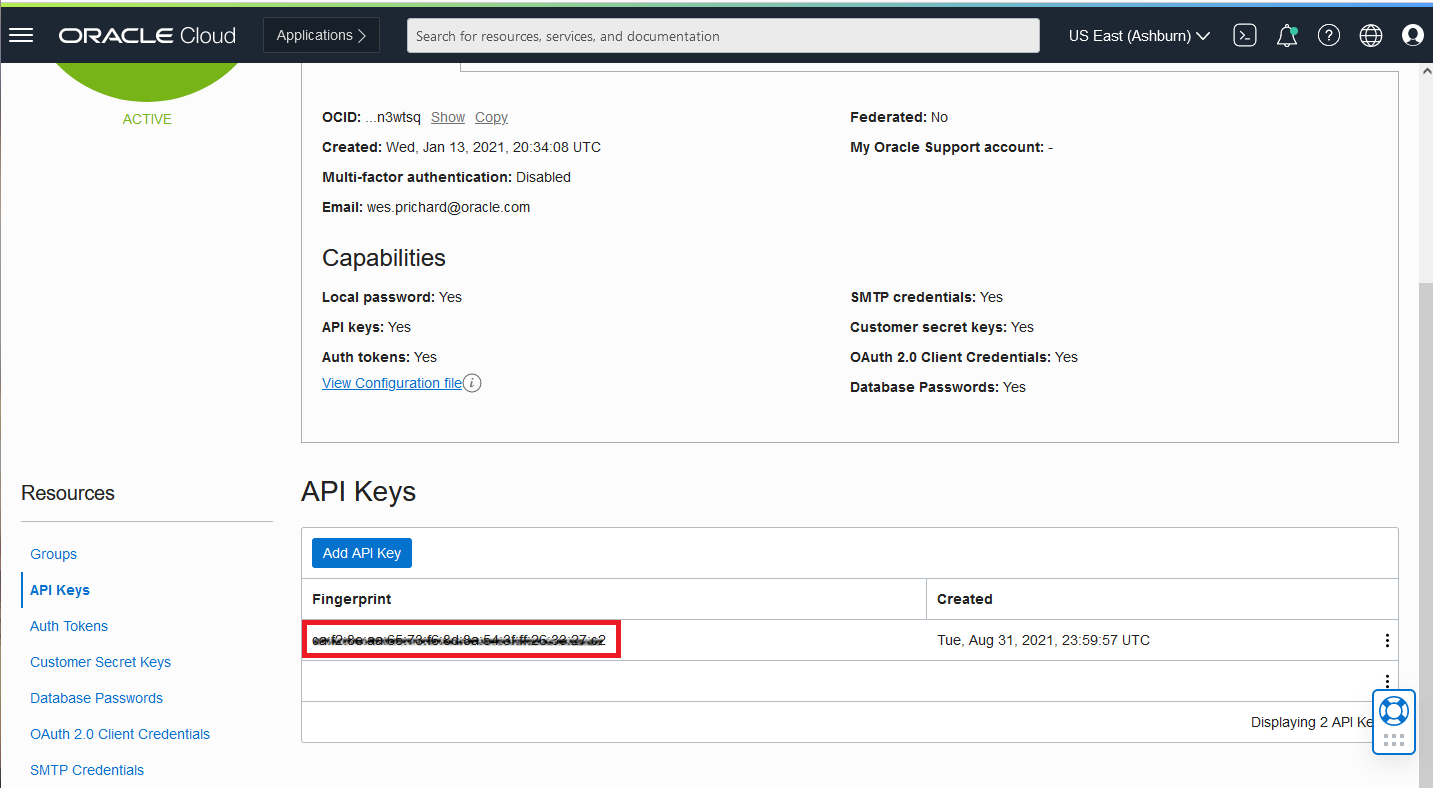 ORACLE Cloud
Applications
Search for resources, services, and documentation
US East (Ashburn)
ACTIVE
OCID: ...n3wtsq Show Copy
Created: Wed, Jan 13, 2021, 20:34:08 UTC
Multi-factor authentication: Disabled
Email: wes.prichard@oracle.com
Federated: No
My Oracle Support account: -
Capabilities
Local password: Yes
API keys: Yes
Auth tokens: Yes
View Configuration file
SMTP credentials: Yes
Customer secret keys: Yes
OAuth 2.0 Client Credentials: Yes
Database Passwords: Yes
Resources
Groups
API Keys
Auth Tokens
Customer Secret Keys
Database Passwords
OAuth 2.0 Client Credentials
SMTP Credentials
API Keys
Add API Key
Fingerprint Created
Tue, Aug 31, 2021, 23:59:57 UTC
Displaying 2 API Ke